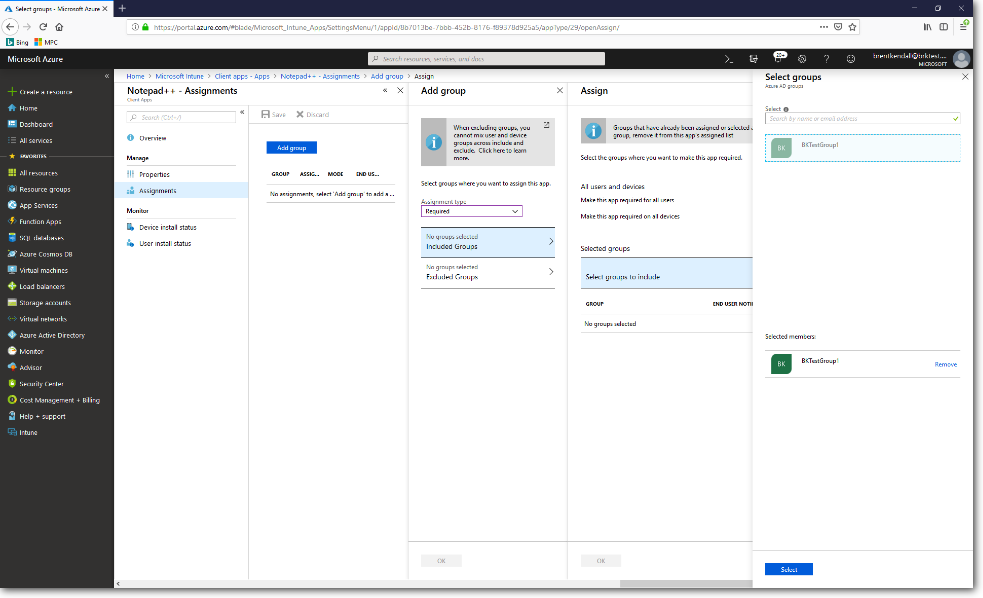 Select groups - Microsoft Azure
https://portal.azure.com/#blade/Microsoft_Intune_Apps/SettingsMenu/1/appId/8b7013be-7bbb-452b-8176-f89378d925a5/appType/29/openAssign/
Bing MPC
Microsoft Azure
Search resources, services, and docs
MICROSOFT
Create a resource
Home
Dashboard
All services
FAVORITES
All resources
Resource groups
App Services
Function Apps
SQL databases
Azure Cosmos DB
Virtual machines
Load balancers
Storage accounts
Virtual networks
Azure Active Directory
Monitor
Advisor
Security Center
Cost Management + Billing
Help + support
Intune
Home > Microsoft Intune > Client apps - Apps > Notepad++ - Assignments > Add group > Assign
Notepad++ - Assignments
Client Apps
Search (Ctrl+/)
Overview
Manage
Properties
Assignments
Monitor
Device install status
User install status
Save Discard
Add group
GROUP ASSIG... MODE END US...
No assignments, select 'Add group' to add a ...
Add group
When excluding groups, you
cannot mix user and device
groups across include and
exclude. Click here to learn
more.
Select groups where you want to assign this app.
Assignment type
Required
No groups selected
Included Groups
No groups selected
Excluded Groups
OK
Assign
Groups that have already been assigned or selected a
group, remove it from this app's assigned list
Select the groups where you want to make this app required.
All users and devices
Make this app required for all users
Make this app required on all devices
Selected groups
Select groups to include
GROUP END USER NOTI
No groups selected
OK
Select groups
Azure AD groups
Select
Search by name or email address
BK
BKTestGroup1
Selected members:
BK
BKTestGroup1
Remove
Select